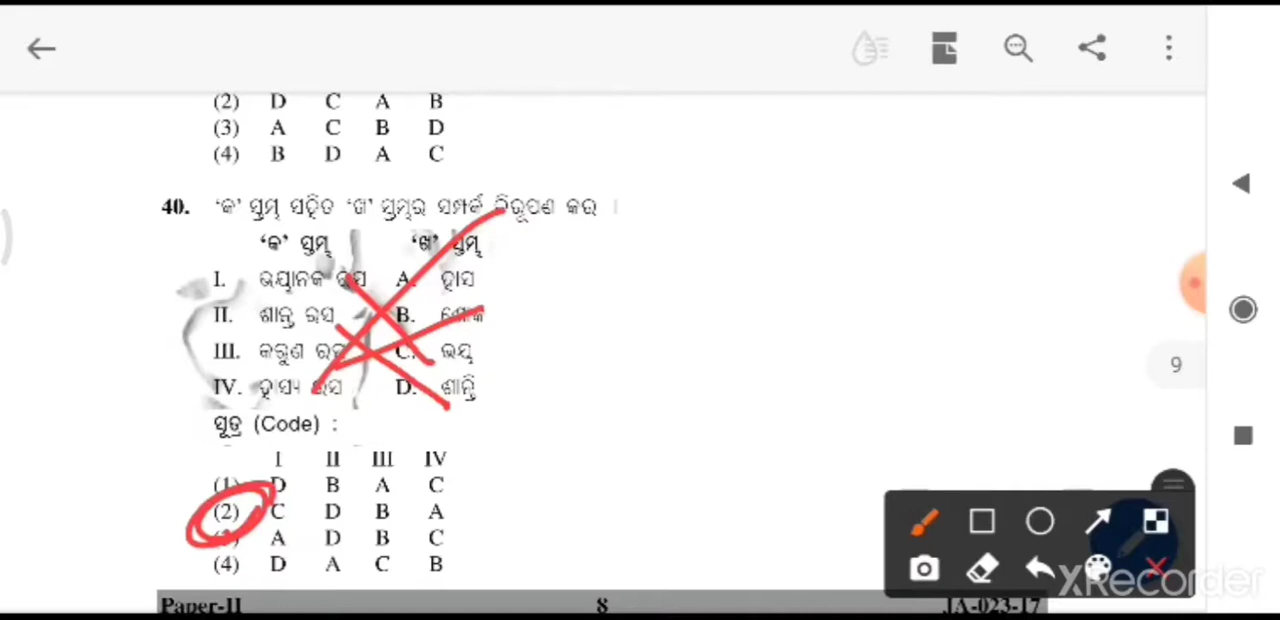 (2) D C A B
(3) A C B D
(4) B D A C
40. ‘କ’ ସ୍ତମ୍ଭ ସହିତ ‘ଖ’ ସ୍ତମ୍ଭର ସମ୍ପର୍କ ନିରୂପଣ କର ।
‘କ’ ସ୍ତମ୍ଭ ‘ଖ’ ସ୍ତମ୍ଭ
I. ଭୟାନକ ରସ A. ହାସ
II. ଶାନ୍ତ ରସ B. ଶୋକ
III. କରୁଣ ରସ C. ଭୟ
IV. ହାସ୍ୟ ରସ D. ଶାନ୍ତି
ସୂତ୍ର (Code) :
I II III IV
(1) D B A C
(2) C D B A
(3) A D B C
(4) D A C B
Paper-II 8 JA-023-17
9
XRecorder